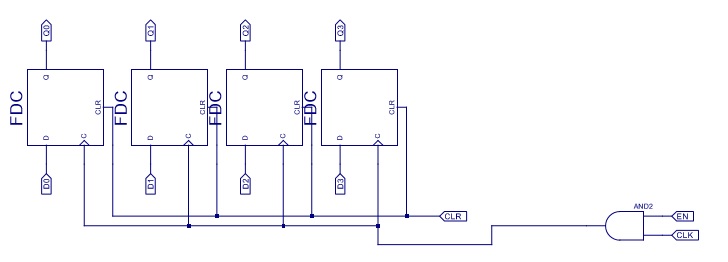 Q0 Q1 Q2 Q3
Q Q Q Q
FDC CLR FDC CLR FDC CLR FDC CLR
D C D C D C D C
D0 D1 D2 D3
AND2
CLR EN
CLK